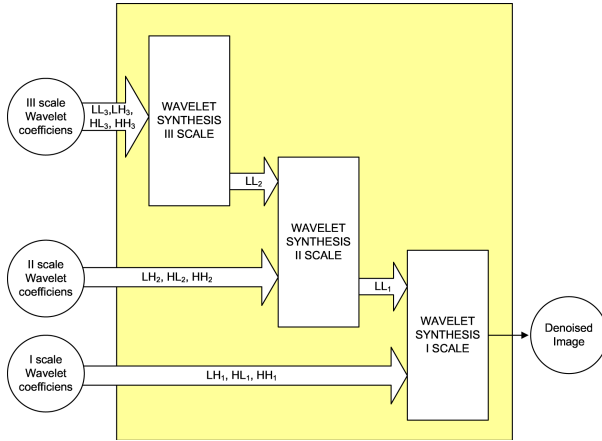 III scale
Wavelet
coefficiens
LL₃,LH₃,
HL₃, HH₃
WAVELET
SYNTHESIS
III SCALE
LL₂
WAVELET
SYNTHESIS
II SCALE
II scale
Wavelet
coefficiens
LH₂, HL₂, HH₂
LL₁
WAVELET
SYNTHESIS
I SCALE
Denoised
Image
I scale
Wavelet
coefficiens
LH₁, HL₁, HH₁